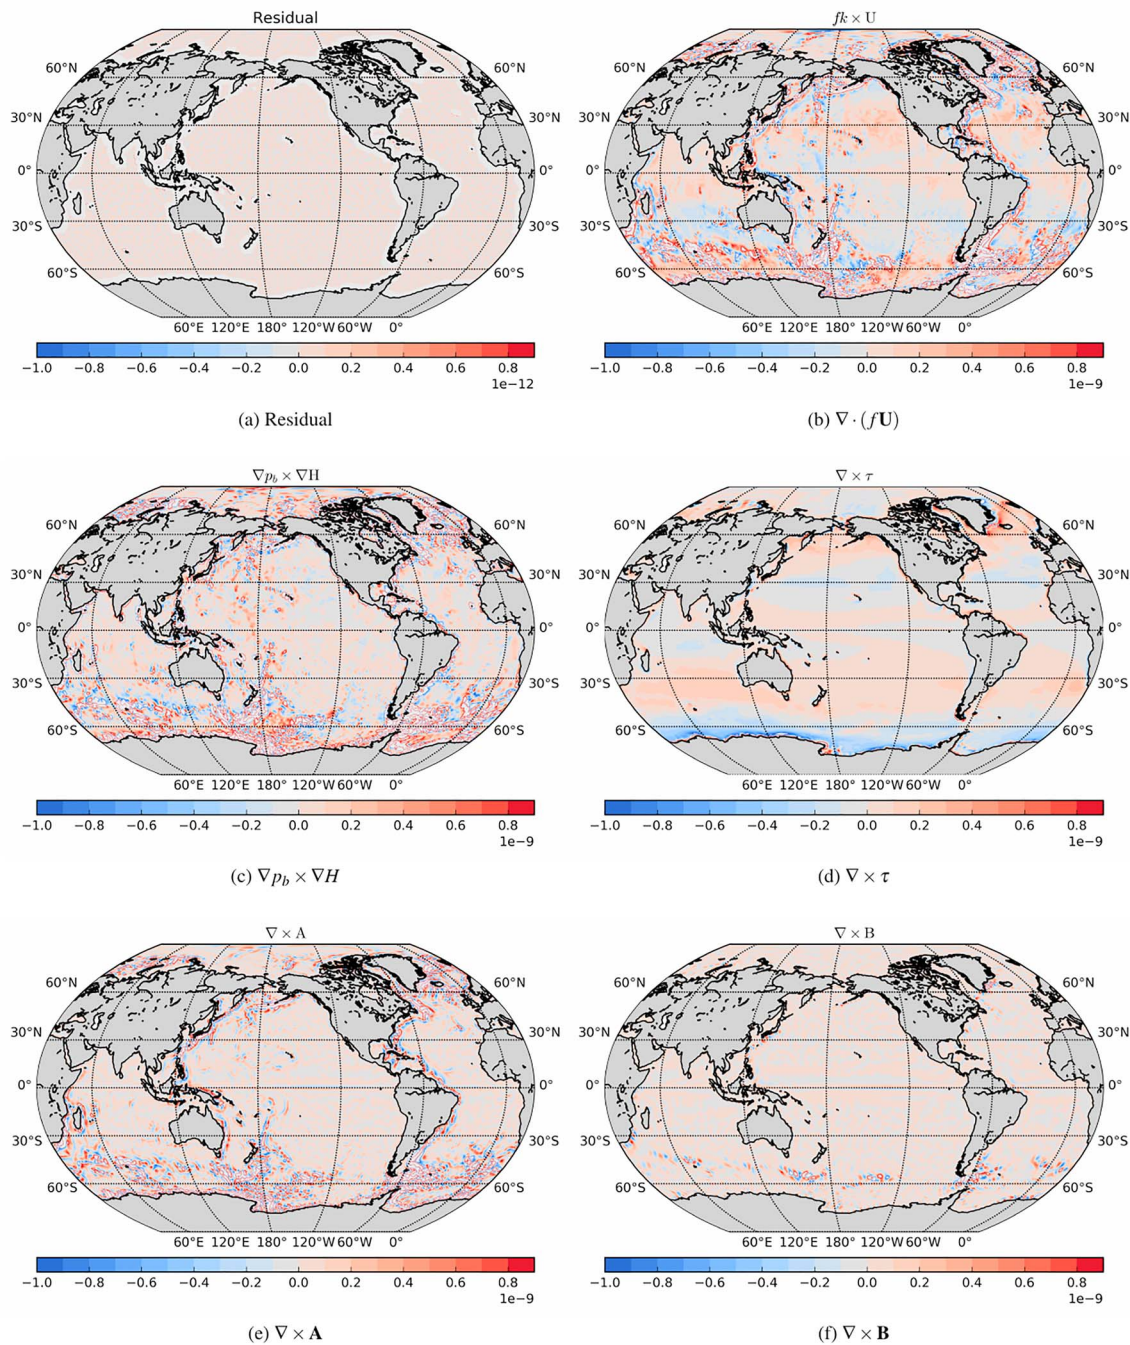 Residual
60°N 60°N
30°N 30°N
0° 0°
30°S 30°S
60°S 60°S
60°E 120°E 180° 120°W 60°W 0°
−1.0 −0.8 −0.6 −0.4 −0.2 0.0 0.2 0.4 0.6 0.8
1e−12
(a) Residual
fk × U
60°N 60°N
30°N 30°N
0° 0°
30°S 30°S
60°S 60°S
60°E 120°E 180° 120°W 60°W 0°
−1.0 −0.8 −0.6 −0.4 −0.2 0.0 0.2 0.4 0.6 0.8
1e−9
(b) ∇ · (fU)
∇p_b × ∇H
60°N 60°N
30°N 30°N
0° 0°
30°S 30°S
60°S 60°S
60°E 120°E 180° 120°W 60°W 0°
−1.0 −0.8 −0.6 −0.4 −0.2 0.0 0.2 0.4 0.6 0.8
1e−9
(c) ∇p_b × ∇H
∇ × τ
60°N 60°N
30°N 30°N
0° 0°
30°S 30°S
60°S 60°S
60°E 120°E 180° 120°W 60°W 0°
−1.0 −0.8 −0.6 −0.4 −0.2 0.0 0.2 0.4 0.6 0.8
1e−9
(d) ∇ × τ
∇ × A
60°N 60°N
30°N 30°N
0° 0°
30°S 30°S
60°S 60°S
60°E 120°E 180° 120°W 60°W 0°
−1.0 −0.8 −0.6 −0.4 −0.2 0.0 0.2 0.4 0.6 0.8
1e−9
(e) ∇ × A
∇ × B
60°N 60°N
30°N 30°N
0° 0°
30°S 30°S
60°S 60°S
60°E 120°E 180° 120°W 60°W 0°
−1.0 −0.8 −0.6 −0.4 −0.2 0.0 0.2 0.4 0.6 0.8
1e−9
(f) ∇ × B